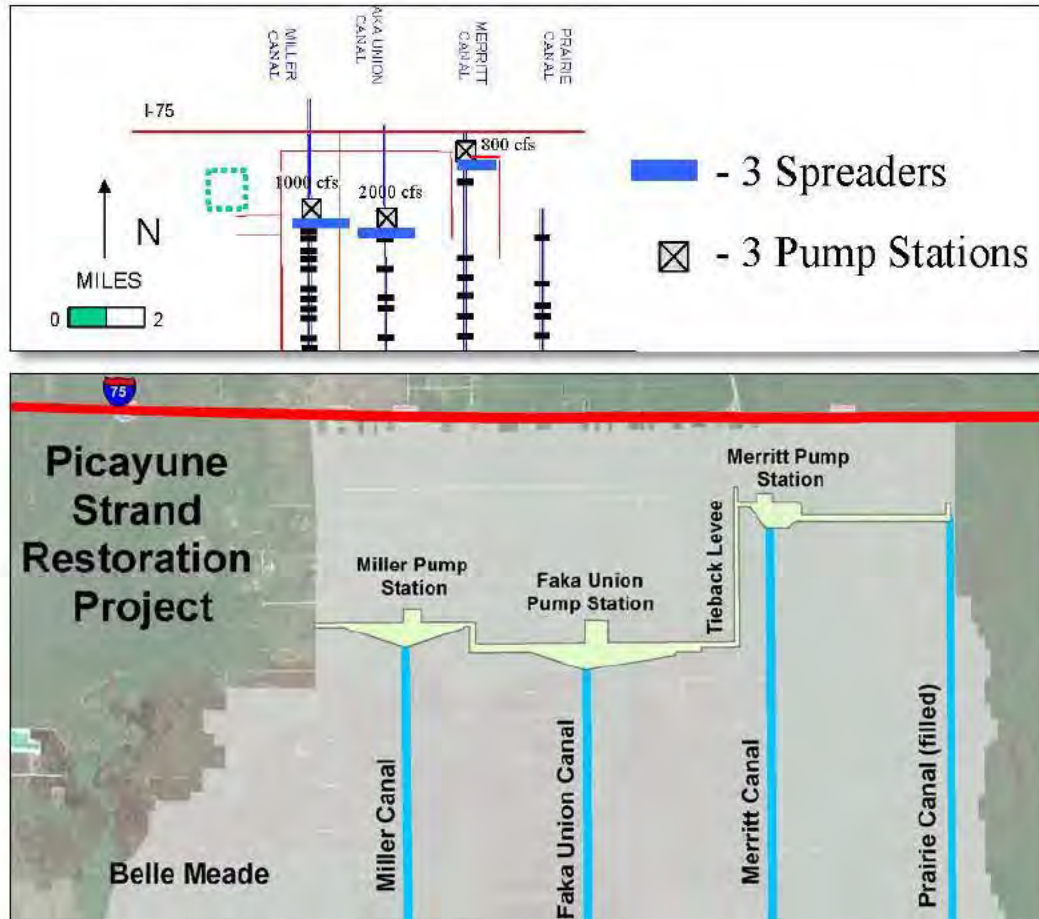 MILLER
CANAL
AKA UNION
CANAL
MERRITT
CANAL
PRAIRIE
CANAL
I-75
800 cfs
1000 cfs
2000 cfs
N
MILES
0
2
- 3 Spreaders
- 3 Pump Stations
75
Picayune
Strand
Restoration
Project
Merritt Pump
Station
Miller Pump
Station
Faka Union
Pump Station
Tieback Levee
Miller Canal
Faka Union Canal
Merritt Canal
Prairie Canal (filled)
Belle Meade